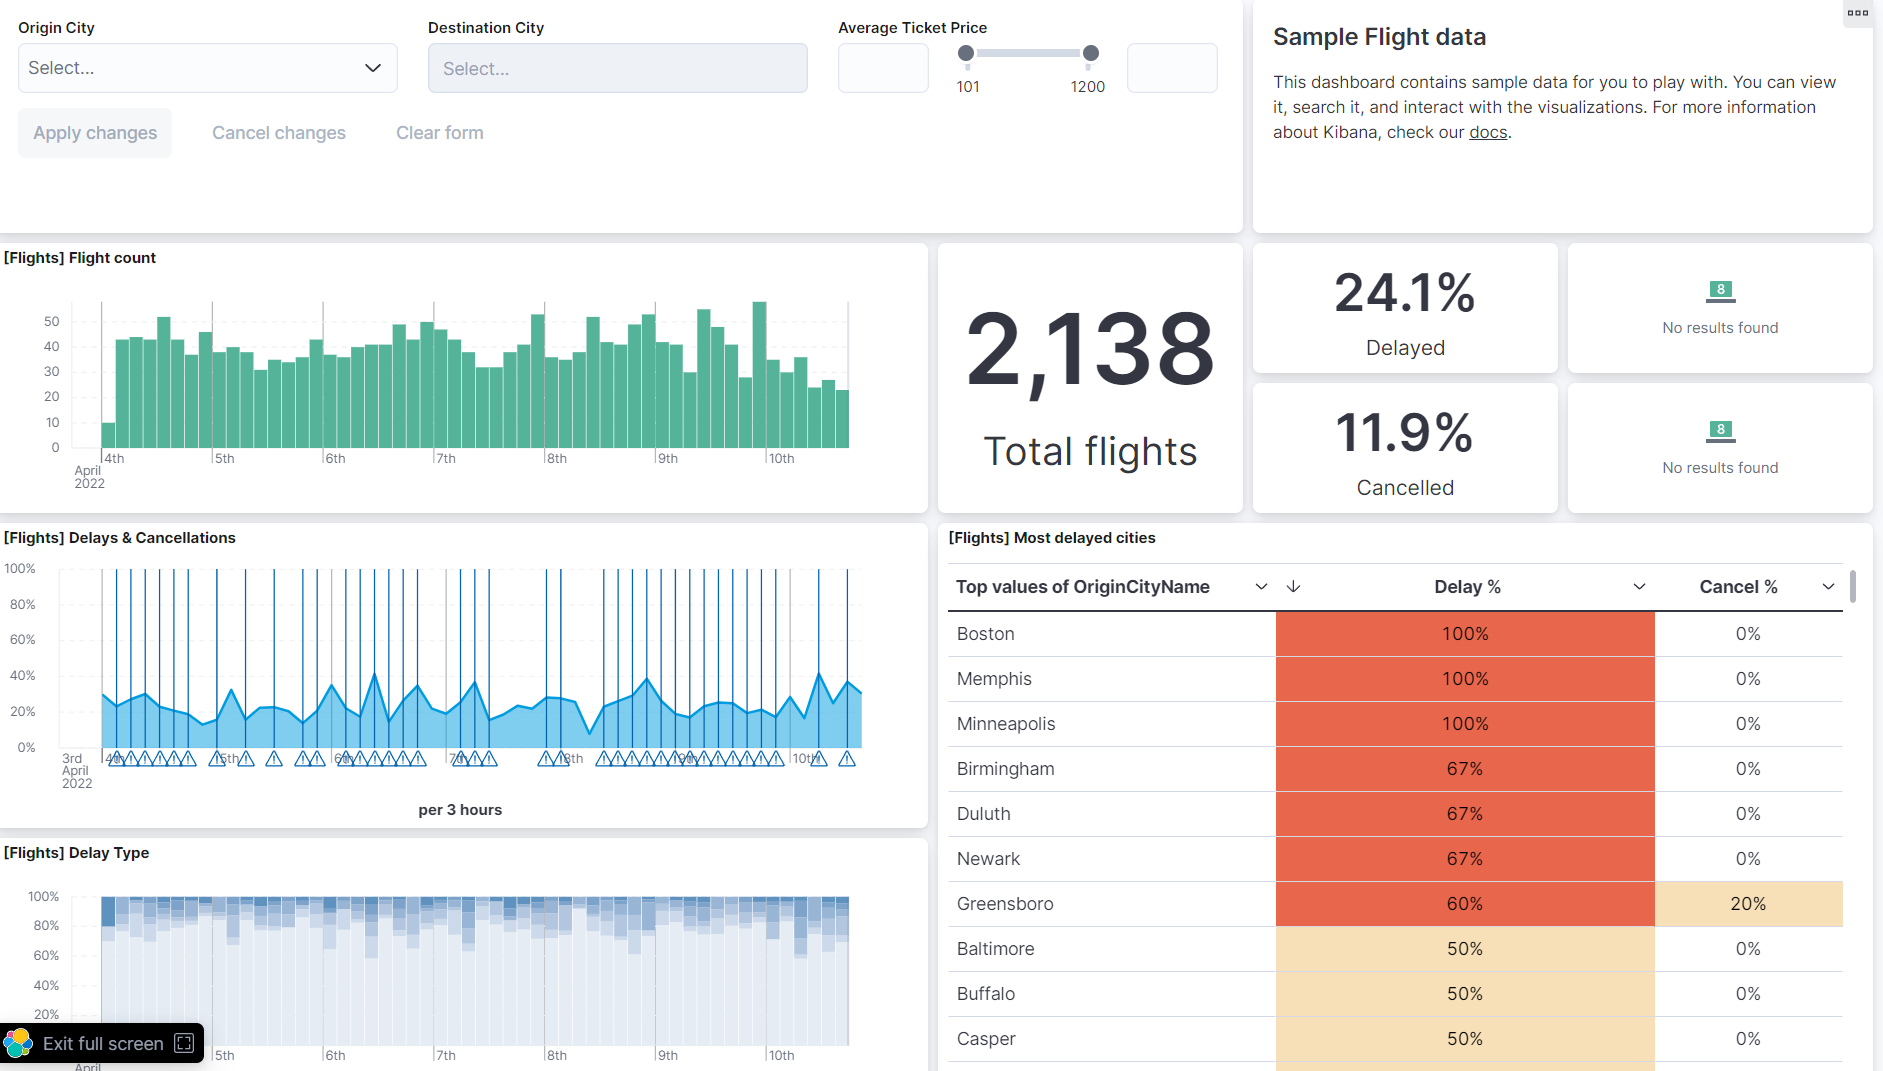 Origin City
Select...
Destination City
Select...
Average Ticket Price
101
1200
Apply changes
Cancel changes
Clear form
Sample Flight data
This dashboard contains sample data for you to play with. You can view
it, search it, and interact with the visualizations. For more information
about Kibana, check our docs.
[Flights] Flight count
50
40
30
20
10
0
4th
5th
6th
7th
8th
9th
10th
April
2022
2,138
Total flights
24.1%
Delayed
8
No results found
11.9%
Cancelled
8
No results found
[Flights] Delays & Cancellations
100%
80%
60%
40%
20%
0%
3rd
April
2022
4th
5th
6th
7th
8th
9th
10th
per 3 hours
[Flights] Most delayed cities
Top values of OriginCityName Delay % Cancel %
Boston 100% 0%
Memphis 100% 0%
Minneapolis 100% 0%
Birmingham 67% 0%
Duluth 67% 0%
Newark 67% 0%
Greensboro 60% 20%
Baltimore 50% 0%
Buffalo 50% 0%
Casper 50% 0%
[Flights] Delay Type
100%
80%
60%
40%
20%
5th
6th
7th
8th
9th
10th
April
Exit full screen